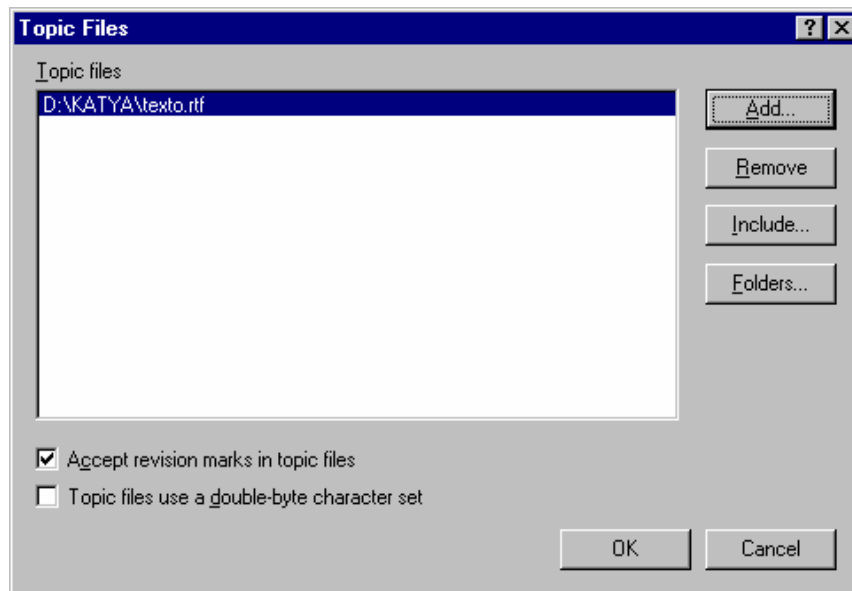 Topic Files
Topic files
D:\KATYA\texto.rtf
Add...
Remove
Include...
Folders...
Accept revision marks in topic files
Topic files use a double-byte character set
OK
Cancel